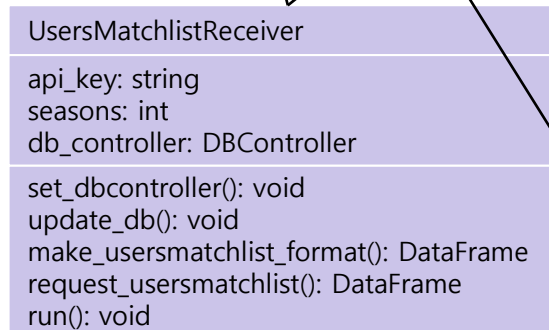 UsersMatchlistReceiver
api_key: string
seasons: int
db_controller: DBController
set_dbcontroller(): void
update_db(): void
make_usersmatchlist_format(): DataFrame
request_usersmatchlist(): DataFrame
run(): void